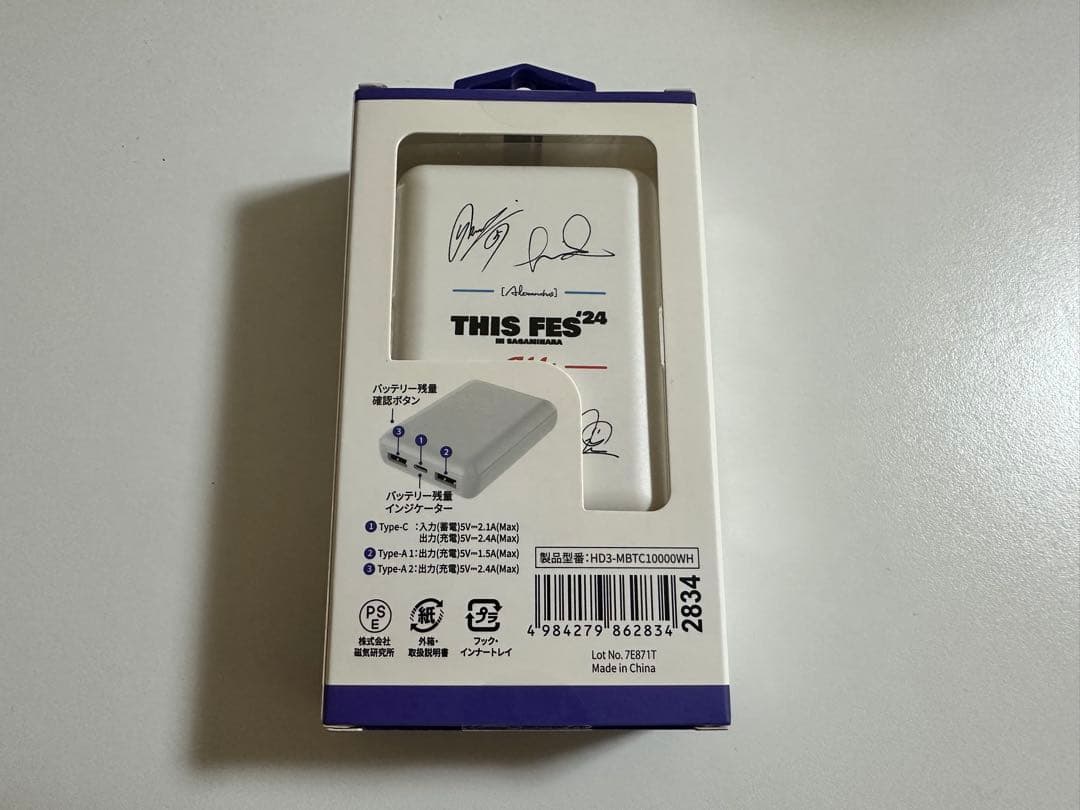 [Alexandros]
THIS FES '24
IN SAGAMIHARA
バッテリー残量
確認ボタン
3
1
2
バッテリー残量
インジケーター
1 Type-C :入力(蓄電)5V⎓2.1A(Max)
出力(充電)5V⎓2.4A(Max)
2 Type-A 1:出力(充電)5V⎓1.5A(Max)
3 Type-A 2:出力(充電)5V⎓2.4A(Max)
製品型番:HD3-MBTC10000WH
4 984279 862834
2834
PS
E
株式会社
磁気研究所
紙
外箱・
取扱説明書
プラ
フック・
インナートレイ
Lot No. 7E871T
Made in China